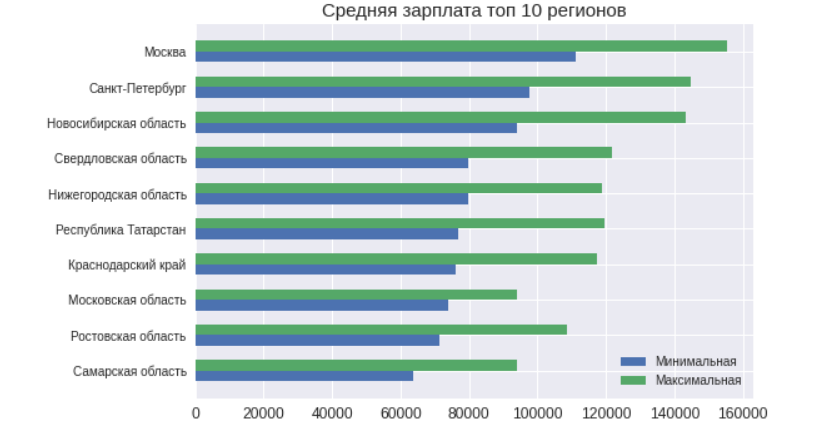 Средняя зарплата топ 10 регионов
Москва
Санкт-Петербург
Новосибирская область
Свердловская область
Нижегородская область
Республика Татарстан
Краснодарский край
Московская область
Ростовская область
Самарская область
Минимальная
Максимальная
0 20000 40000 60000 80000 100000 120000 140000 160000